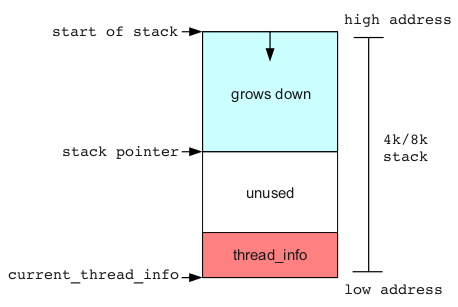 high address
start of stack
grows down
4k/8k
stack
stack pointer
unused
thread_info
current_thread_info
low address